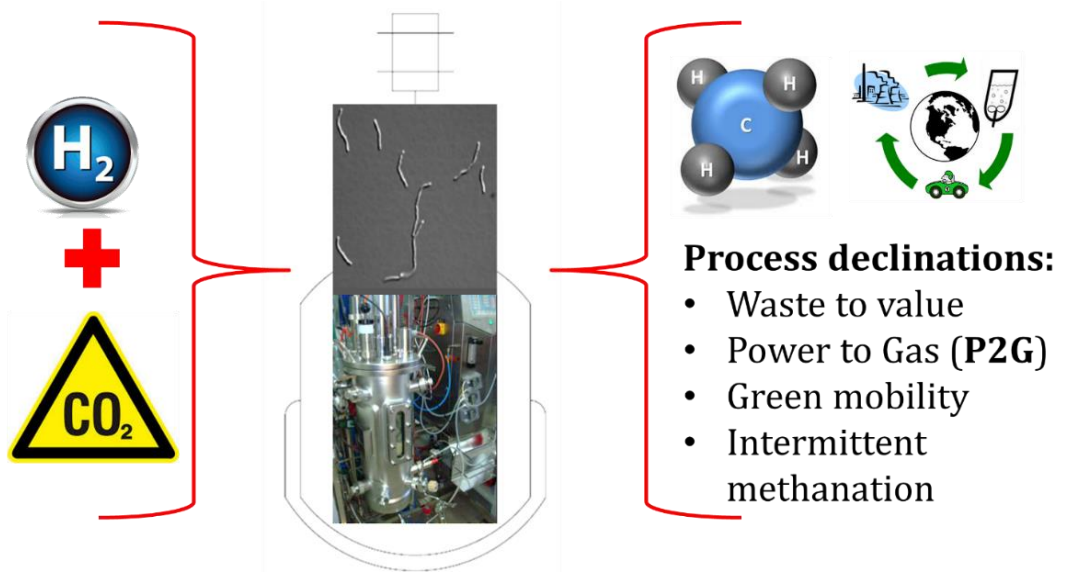 H₂
CO₂
H
H
C
H
H
Process declinations:
• Waste to value
• Power to Gas (P2G)
• Green mobility
• Intermittent
methanation